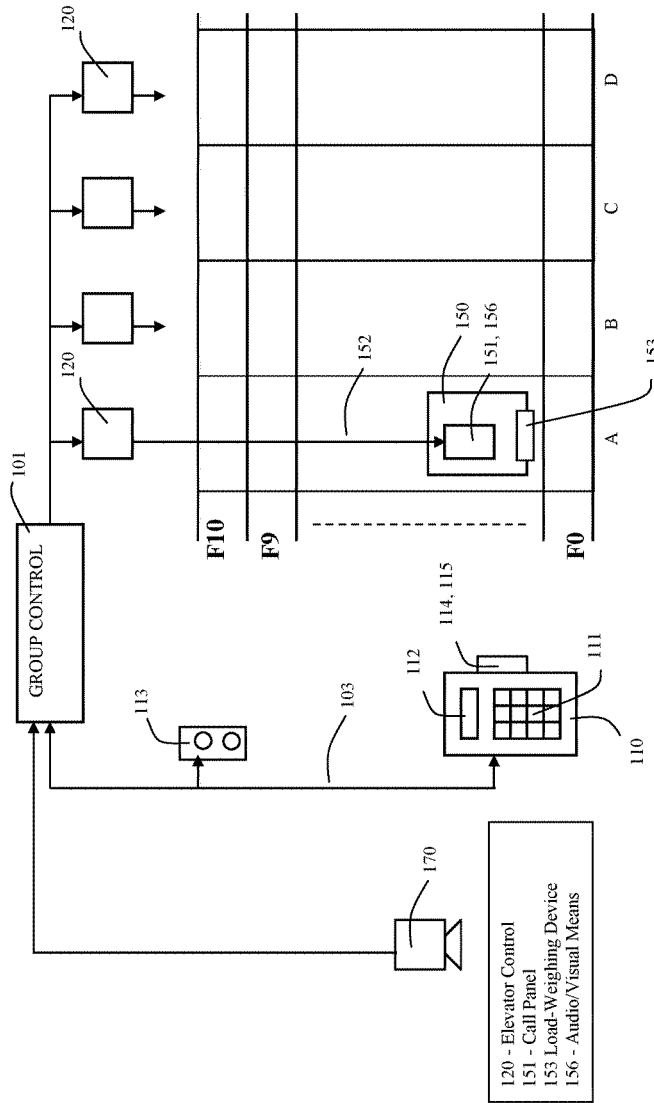 GROUP CONTROL
101
120
120
F10
F9
F0
152
150
151, 156
153
A
B
C
D
113
103
114, 115
112
111
110
170
120 - Elevator Control
151 - Call Panel
153 Load-Weighing Device
156 - Audio/Visual Means